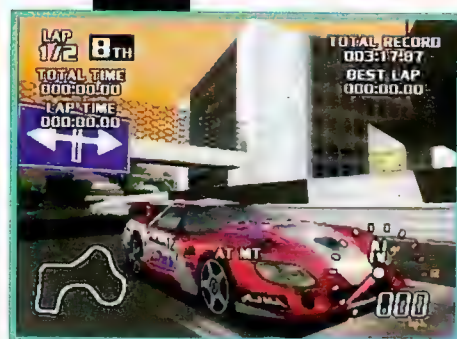 LAP
1/2 8TH
TOTAL TIME
000:00.00
LAP TIME
000:00.00
TOTAL RECORD
003:17.87
BEST LAP
000:00.00
AT MT
N
000